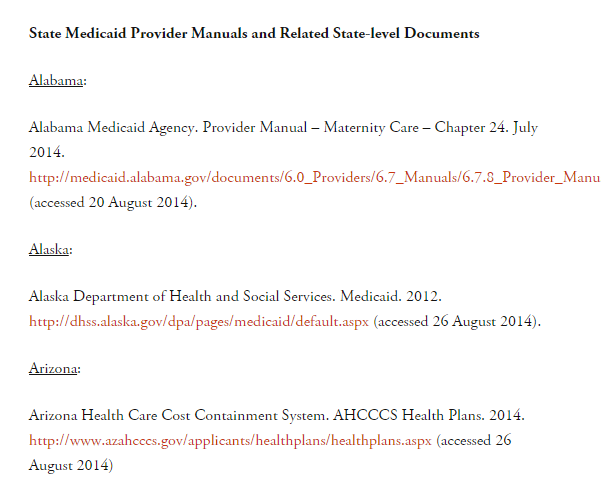 State Medicaid Provider Manuals and Related State-level Documents
Alabama:
Alabama Medicaid Agency. Provider Manual – Maternity Care – Chapter 24. July
2014.
http://medicaid.alabama.gov/documents/6.0_Providers/6.7_Manuals/6.7.8_Provider_Manu
(accessed 20 August 2014).
Alaska:
Alaska Department of Health and Social Services. Medicaid. 2012.
http://dhss.alaska.gov/dpa/pages/medicaid/default.aspx (accessed 26 August 2014).
Arizona:
Arizona Health Care Cost Containment System. AHCCCS Health Plans. 2014.
http://www.azahcccs.gov/applicants/healthplans/healthplans.aspx (accessed 26
August 2014)